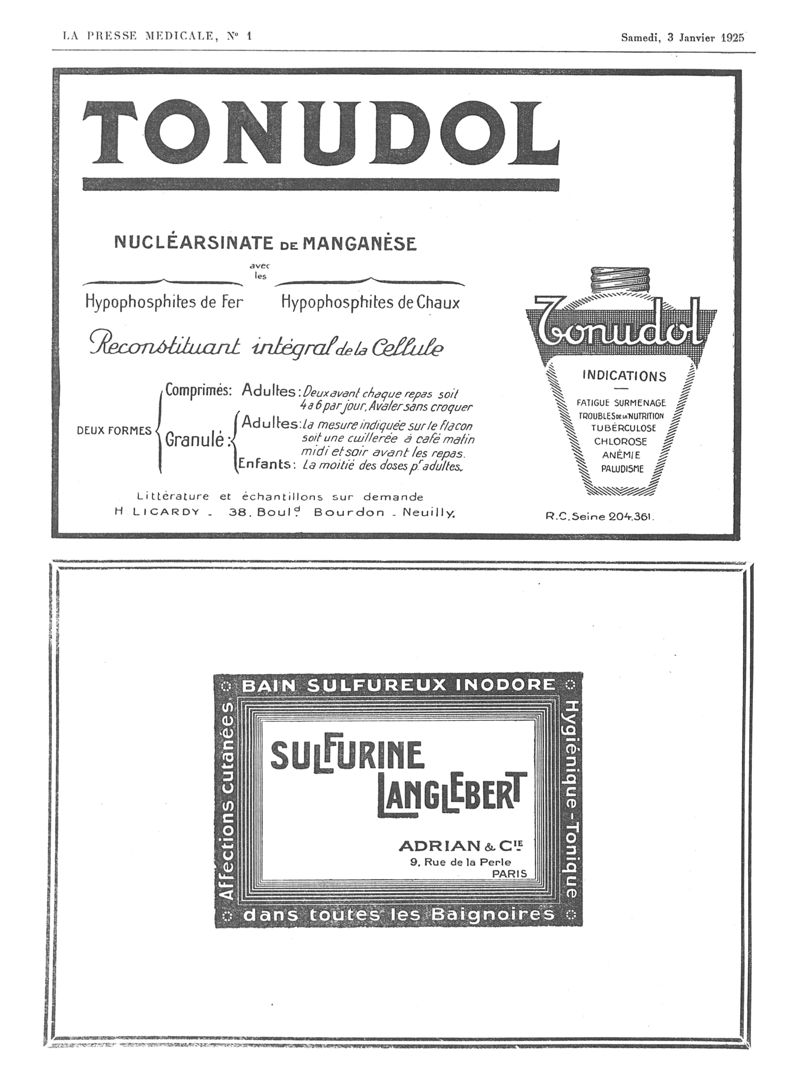 LA PRESSE MEDICALE, Nº 1
Samedi, 3 Janvier 1925
TONUDOL
NUCLÉARSINATE DE MANGANÈSE
avec
les
Hypophosphites de Fer
Hypophosphites de Chaux
Reconstituant intégral de la Cellule
DEUX FORMES
Comprimés: Adultes: Deux avant chaque repas soit
4 a 6 par jour, Avaler sans croquer
Granulé: Adultes: la mesure indiquée sur le flacon
soit une cuillerée à café matin
midi et soir avant les repas.
Enfants: La moitié des doses pr adultes.
Littérature et échantillons sur demande
H LICARDY - 38, Bould Bourdon - Neuilly.
Tonudol
INDICATIONS
FATIGUE SURMENAGE
TROUBLES DE LA NUTRITION
TUBERCULOSE
CHLOROSE
ANÉMIE
PALUDISME
R.C. Seine 204.361.
BAIN SULFUREUX INODORE
Affections cutanées
Hygiénique-Tonique
SULFURINE
LANGLEBERT
ADRIAN & CIE
9, Rue de la Perle
PARIS
dans toutes les Baignoires